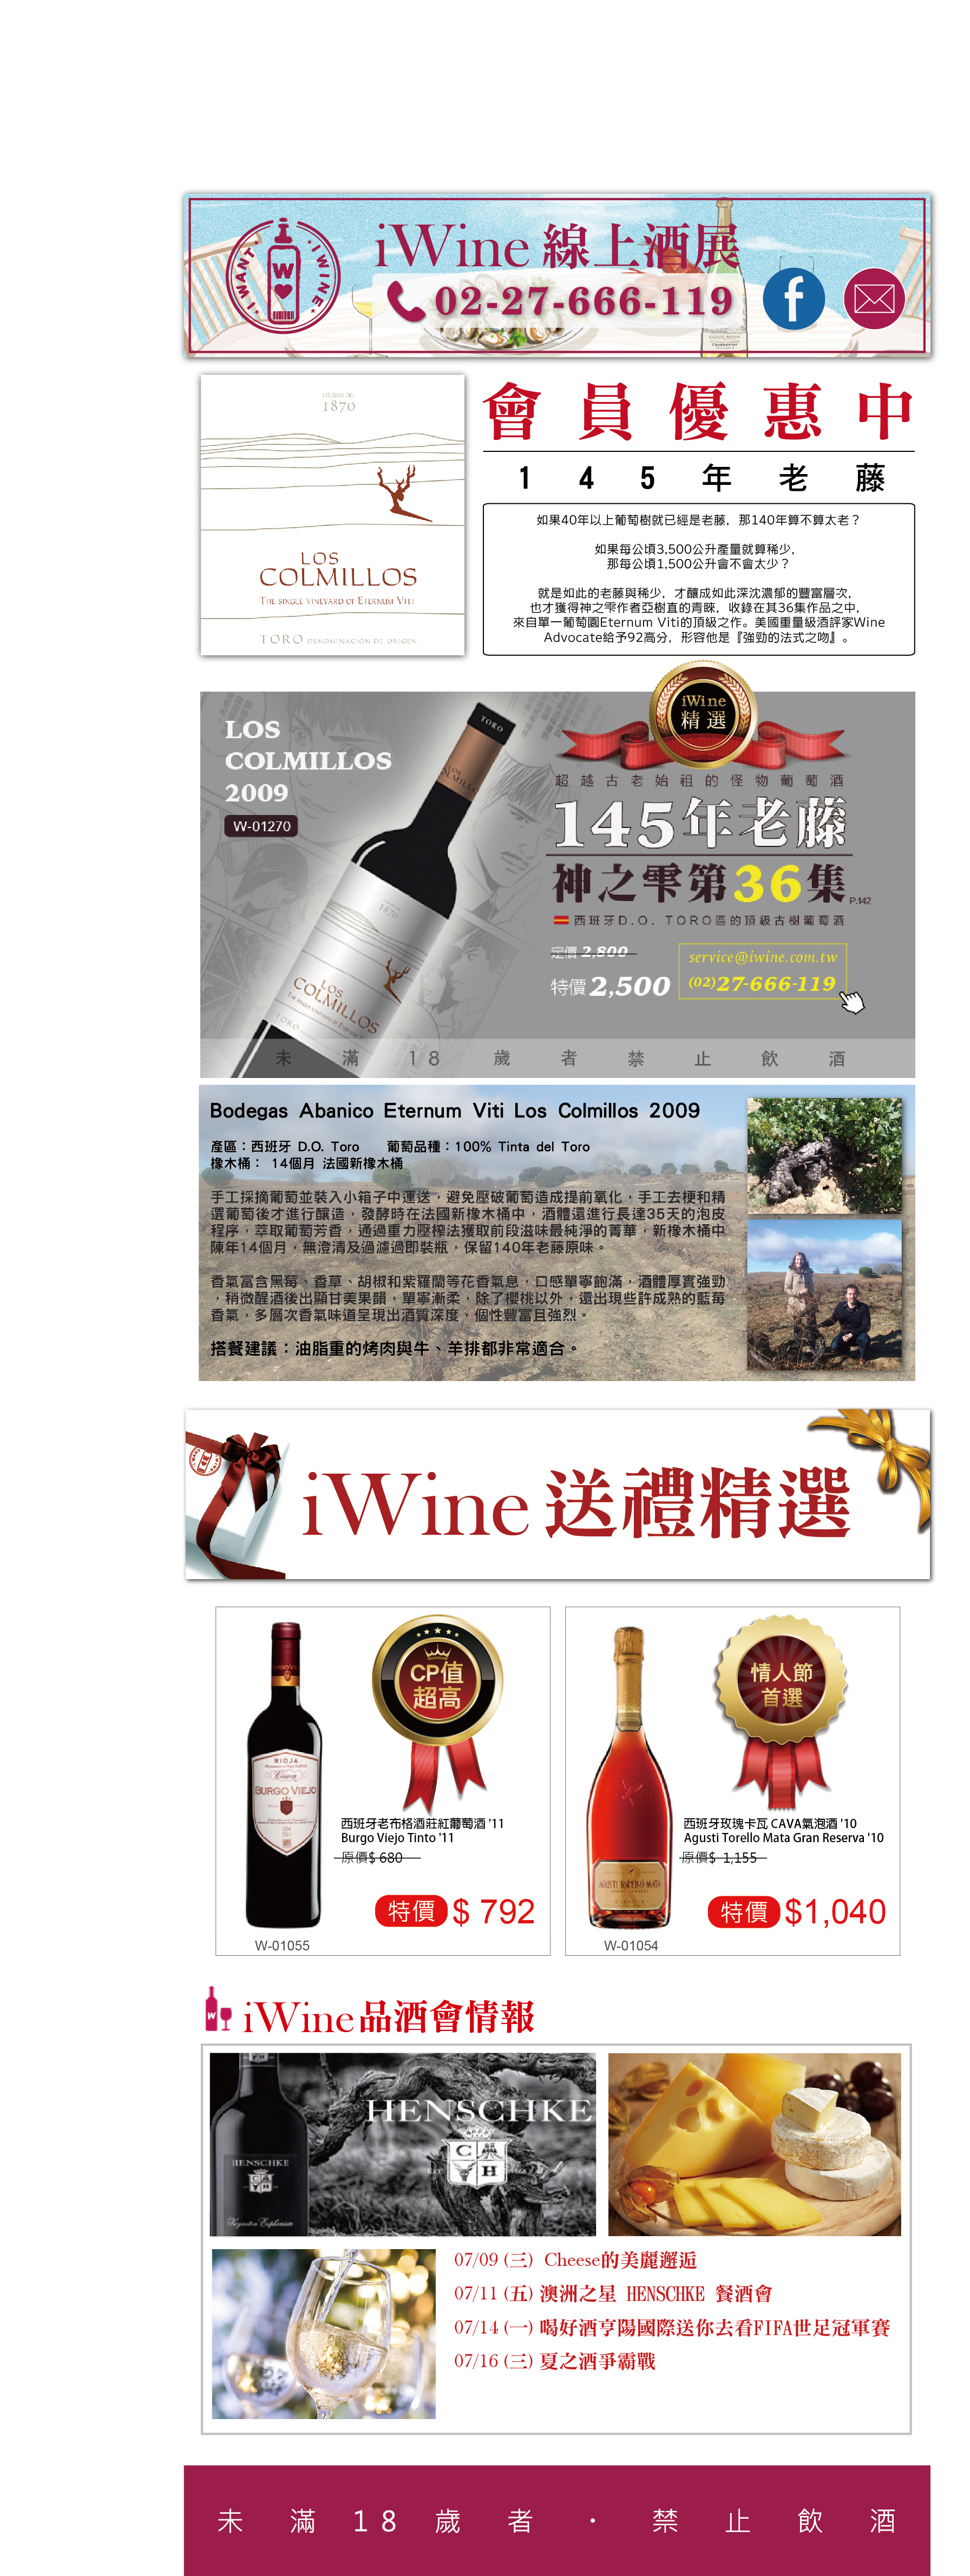 iWine 線上酒展
I WANT iWINE
W
02-27-666-119
f
VIÑEDOS DEL
1870
LOS
COLMILLOS
THE SINGLE VINEYARD OF ETERNUM VITI
TORO DENOMINACIÓN DE ORIGEN
會員優惠中
145年老藤
如果40年以上葡萄樹就已經是老藤，那140年算不算太老？
如果每公頃3,500公升產量就算稀少，
那每公頃1,500公升會不會太少？
就是如此的老藤與稀少，才釀成如此深沈濃郁的豐富層次，
也才獲得神之雫作者亞樹直的青睞，收錄在其36集作品之中，
來自單一葡萄園Eternum Viti的頂級之作。美國重量級酒評家Wine
Advocate給予92高分，形容他是『強勁的法式之吻』。
LOS
COLMILLOS
2009
W-01270
TORO
1870
LOS
COLMILLOS
THE SINGLE VINEYARD OF ETERNUM VITI
iWine
精選
超越古老始祖的怪物葡萄酒
145年老藤
神之雫第36集 P.142
西班牙D.O. TORO區的頂級古樹葡萄酒
定價 2,800
特價 2,500
service@iwine.com.tw
(02)27-666-119
未滿18歲者禁止飲酒
Bodegas Abanico Eternum Viti Los Colmillos 2009
產區：西班牙 D.O. Toro 葡萄品種：100% Tinta del Toro
橡木桶： 14個月 法國新橡木桶
手工採摘葡萄並裝入小箱子中運送，避免壓破葡萄造成提前氧化，手工去梗和精
選葡萄後才進行釀造，發酵時在法國新橡木桶中，酒體還進行長達35天的泡皮
程序，萃取葡萄芳香，通過重力壓榨法獲取前段滋味最純淨的菁華，新橡木桶中
陳年14個月，無澄清及過濾過即裝瓶，保留140年老藤原味。
香氣富含黑莓、香草、胡椒和紫羅蘭等花香氣息，口感單寧飽滿，酒體厚實強勁
，稍微醒酒後出顯甘美果韻，單寧漸柔，除了櫻桃以外，還出現些許成熟的藍莓
香氣，多層次香氣味道呈現出酒質深度，個性豐富且強烈。
搭餐建議：油脂重的烤肉與牛、羊排都非常適合。
iWine 送禮精選
CP值
超高
RIOJA
Crianza
BURGO VIEJO
西班牙老布格酒莊紅葡萄酒 '11
Burgo Viejo Tinto '11
原價$ 680
特價 $ 792
W-01055
情人節
首選
AGUSTI TORELLO MATA
西班牙玫瑰卡瓦 CAVA氣泡酒 '10
Agusti Torello Mata Gran Reserva '10
原價$ 1,155
特價 $1,040
W-01054
W
iWine品酒會情報
HENSCHKE
C H
HENSCHKE
Keyneton Euphonium
07/09 (三) Cheese的美麗邂逅
07/11 (五) 澳洲之星 HENSCHKE 餐酒會
07/14 (一) 喝好酒亨陽國際送你去看FIFA世足冠軍賽
07/16 (三) 夏之酒爭霸戰
未滿18歲者・禁止飲酒